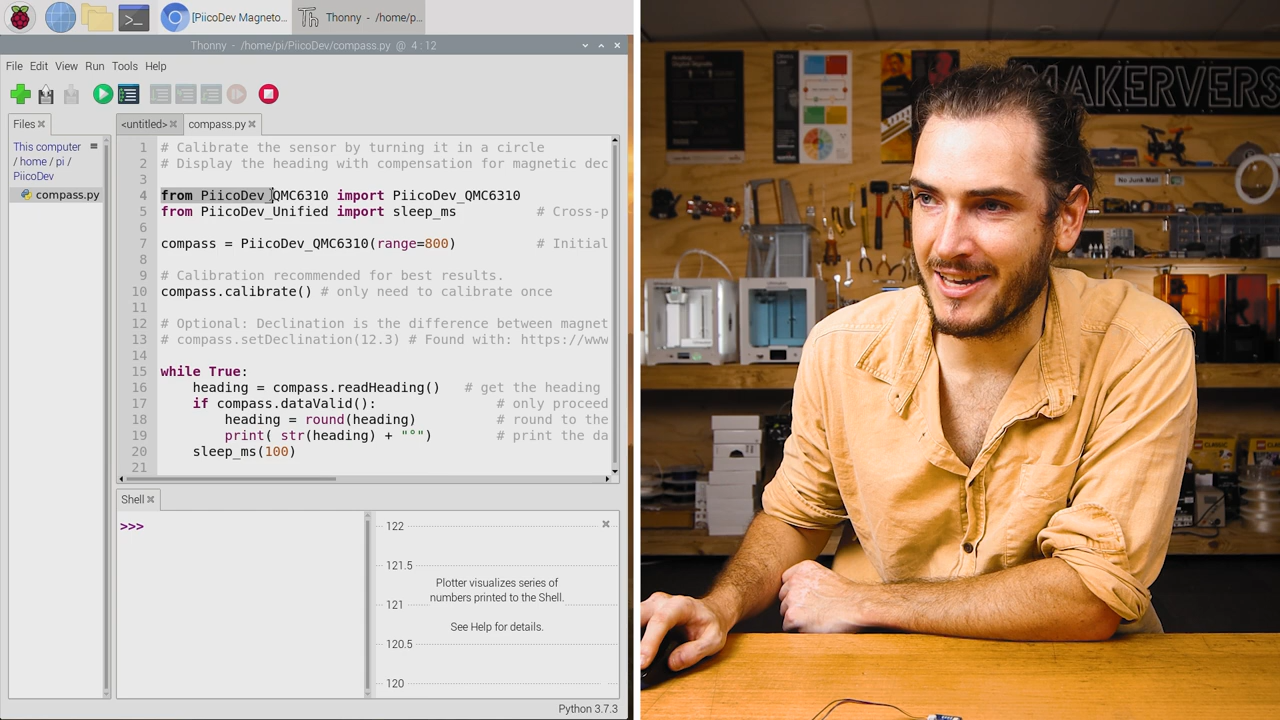 [PiicoDev Magneto...
Thonny - /home/p...
Thonny - /home/pi/PiicoDev/compass.py @ 4 : 12
File Edit View Run Tools Help
Files
<untitled>
compass.py
This computer
/ home / pi /
PiicoDev
compass.py
1 # Calibrate the sensor by turning it in a circle
2 # Display the heading with compensation for magnetic dec
3
4 from PiicoDev_QMC6310 import PiicoDev_QMC6310
5 from PiicoDev_Unified import sleep_ms # Cross-p
6
7 compass = PiicoDev_QMC6310(range=800) # Initial
8
9 # Calibration recommended for best results.
10 compass.calibrate() # only need to calibrate once
11
12 # Optional: Declination is the difference between magnet
13 # compass.setDeclination(12.3) # Found with: https://www
14
15 while True:
16 heading = compass.readHeading() # get the heading
17 if compass.dataValid(): # only proceed
18 heading = round(heading) # round to the
19 print( str(heading) + "°") # print the da
20 sleep_ms(100)
21
Shell
>>>
122
121.5
121
120.5
120
Plotter visualizes series of
numbers printed to the Shell.
See Help for details.
Python 3.7.3
MAKERVERS
No Junk Mail
LEGO
CLASSIC
CLASSIC